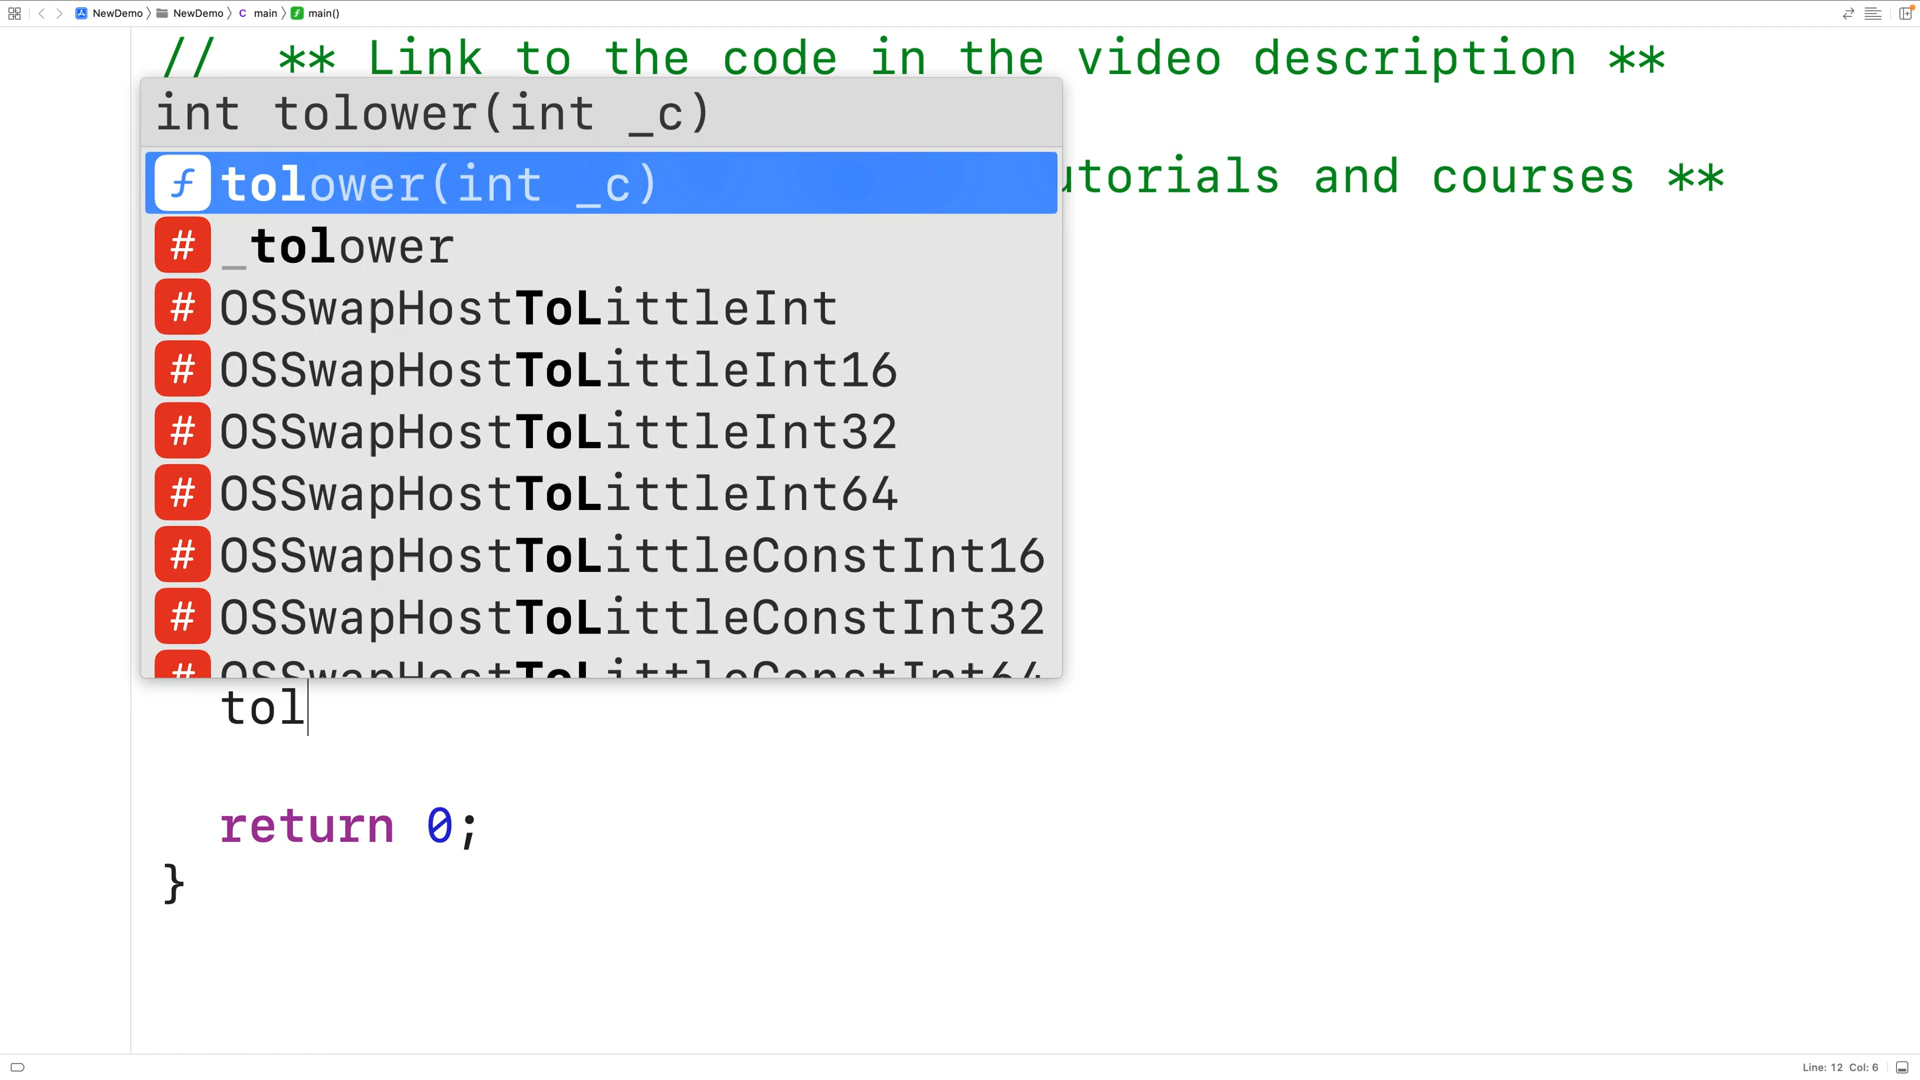 NewDemo NewDemo C main f main()
// ** Link to the code in the video description **
int tolower(int _c)
f tolower(int _c)
utorials and courses **
# _tolower
# OSSwapHostToLittleInt
# OSSwapHostToLittleInt16
# OSSwapHostToLittleInt32
# OSSwapHostToLittleInt64
# OSSwapHostToLittleConstInt16
# OSSwapHostToLittleConstInt32
# OSSwapHostToLittleConstInt64
tol
return 0;
}
Line: 12 Col: 6